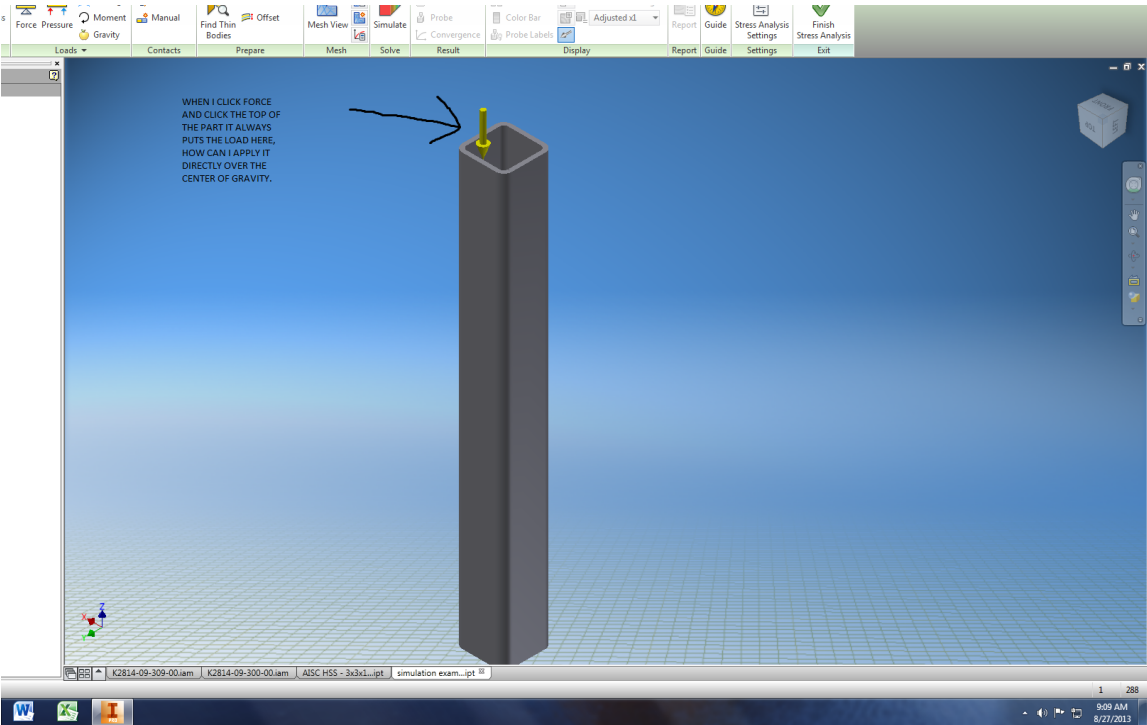 Force Pressure
Moment
Gravity
Manual
Find Thin
Bodies
Offset
Mesh View
Simulate
Probe
Convergence
Color Bar
Probe Labels
Adjusted x1
Report
Guide
Stress Analysis
Settings
Finish
Stress Analysis
Loads
Contacts
Prepare
Mesh
Solve
Result
Display
Report
Guide
Settings
Exit
WHEN I CLICK FORCE
AND CLICK THE TOP OF
THE PART IT ALWAYS
PUTS THE LOAD HERE,
HOW CAN I APPLY IT
DIRECTLY OVER THE
CENTER OF GRAVITY.
Z
X
K2814-09-309-00.iam
K2814-09-300-00.iam
AISC HSS - 3x3x1...ipt
simulation exam...ipt
1 288
9:09 AM
8/27/2013